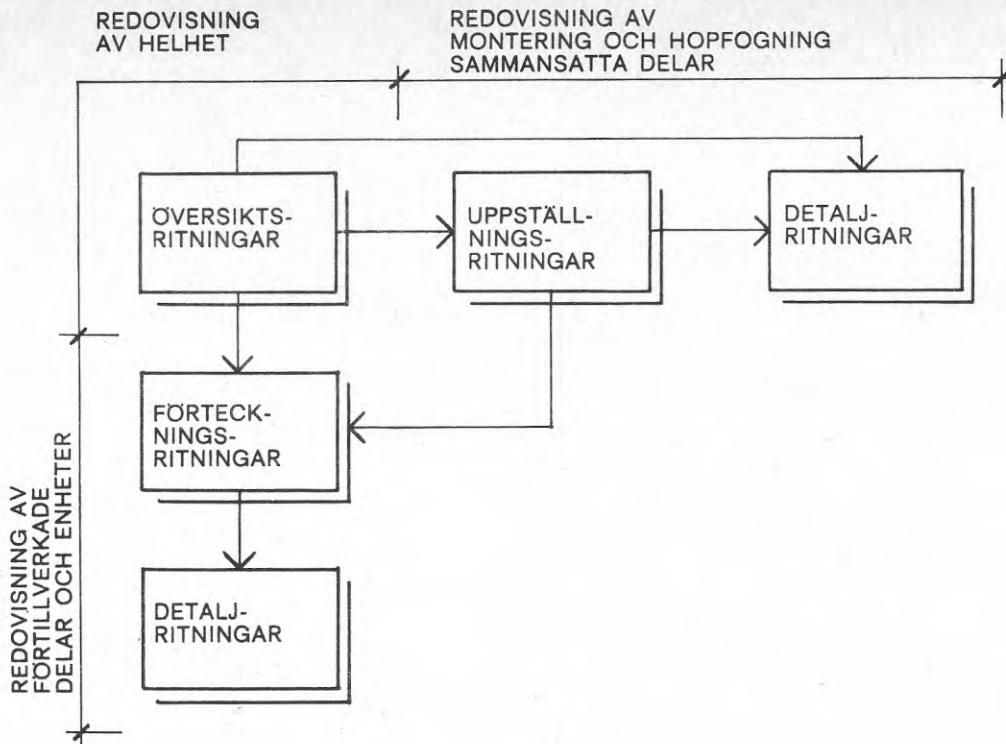 REDOVISNING
AV HELHET
REDOVISNING AV
MONTERING OCH HOPFOGNING
SAMMANSATTA DELAR
ÖVERSIKTS-
RITNINGAR
UPPSTÄLL-
NINGS-
RITNINGAR
DETALJ-
RITNINGAR
FÖRTECK-
NINGS-
RITNINGAR
DETALJ-
RITNINGAR
REDOVISNING AV
FÖRTILLVERKADE
DELAR OCH ENHETER